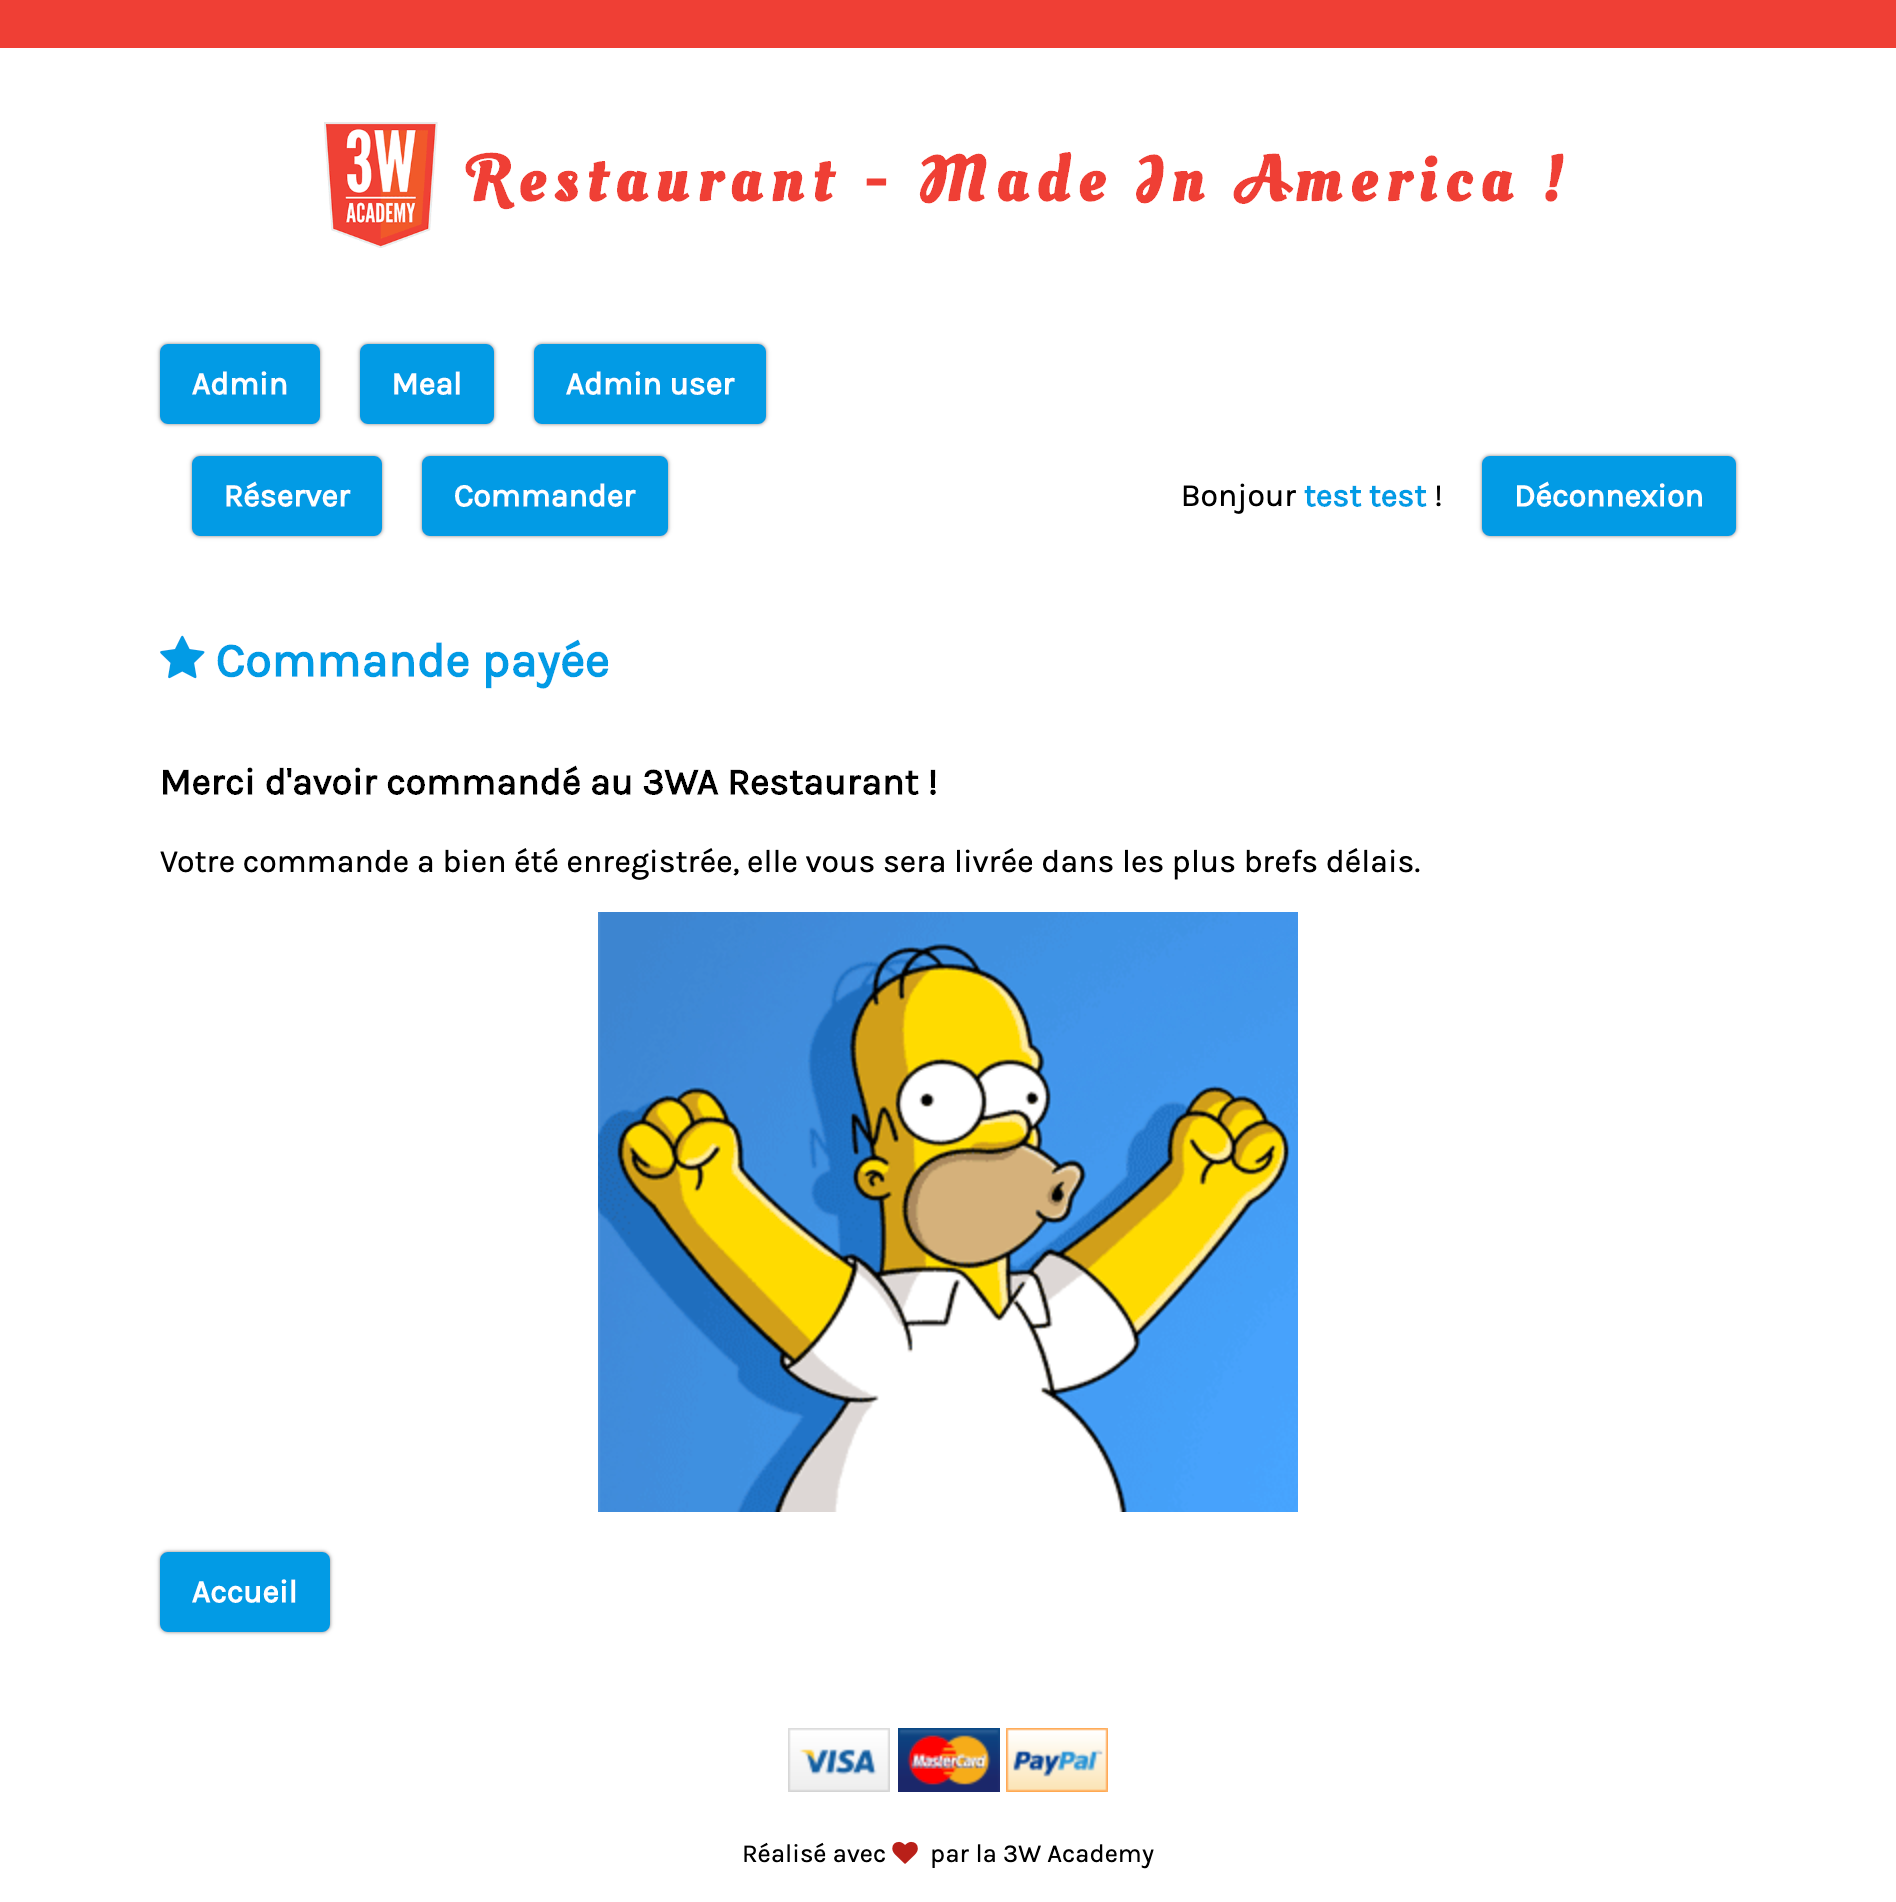 3W
ACADEMY
Restaurant - Made In America !
Admin
Meal
Admin user
Réserver
Commander
Bonjour test test !
Déconnexion
Commande payée
Merci d'avoir commandé au 3WA Restaurant !
Votre commande a bien été enregistrée, elle vous sera livrée dans les plus brefs délais.
Accueil
VISA
MasterCard
PayPal
Réalisé avec par la 3W Academy